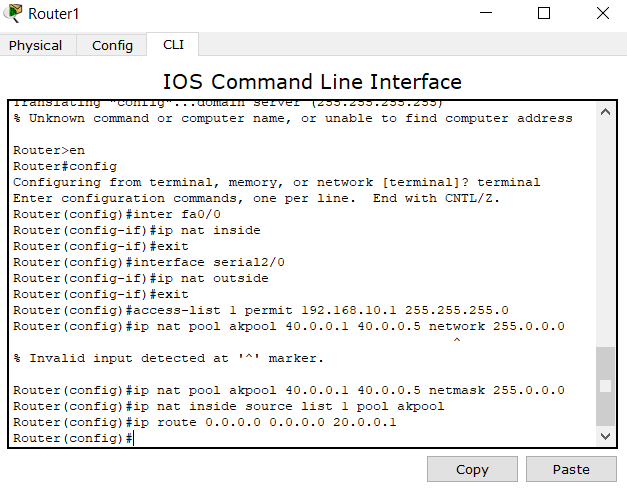 Router1
Physical Config CLI
IOS Command Line Interface
Translating "config"...domain server (255.255.255.255)
% Unknown command or computer name, or unable to find computer address
Router>en
Router#config
Configuring from terminal, memory, or network [terminal]? terminal
Enter configuration commands, one per line.  End with CNTL/Z.
Router(config)#inter fa0/0
Router(config-if)#ip nat inside
Router(config-if)#exit
Router(config)#interface serial2/0
Router(config-if)#ip nat outside
Router(config-if)#exit
Router(config)#access-list 1 permit 192.168.10.1 255.255.255.0
Router(config)#ip nat pool akpool 40.0.0.1 40.0.0.5 network 255.0.0.0
^
% Invalid input detected at '^' marker.
Router(config)#ip nat pool akpool 40.0.0.1 40.0.0.5 netmask 255.0.0.0
Router(config)#ip nat inside source list 1 pool akpool
Router(config)#ip route 0.0.0.0 0.0.0.0 20.0.0.1
Router(config)#
Copy Paste